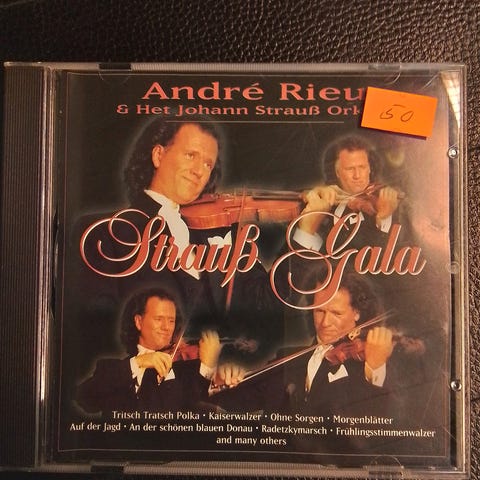 André Rieu
& Het Johann Strauß Ork
50
Strauß Gala
Tritsch Tratsch Polka • Kaiserwalzer • Ohne Sorgen • Morgenblätter
Auf der Jagd • An der schönen blauen Donau • Radetzkymarsch • Frühlingsstimmenwalzer
and many others